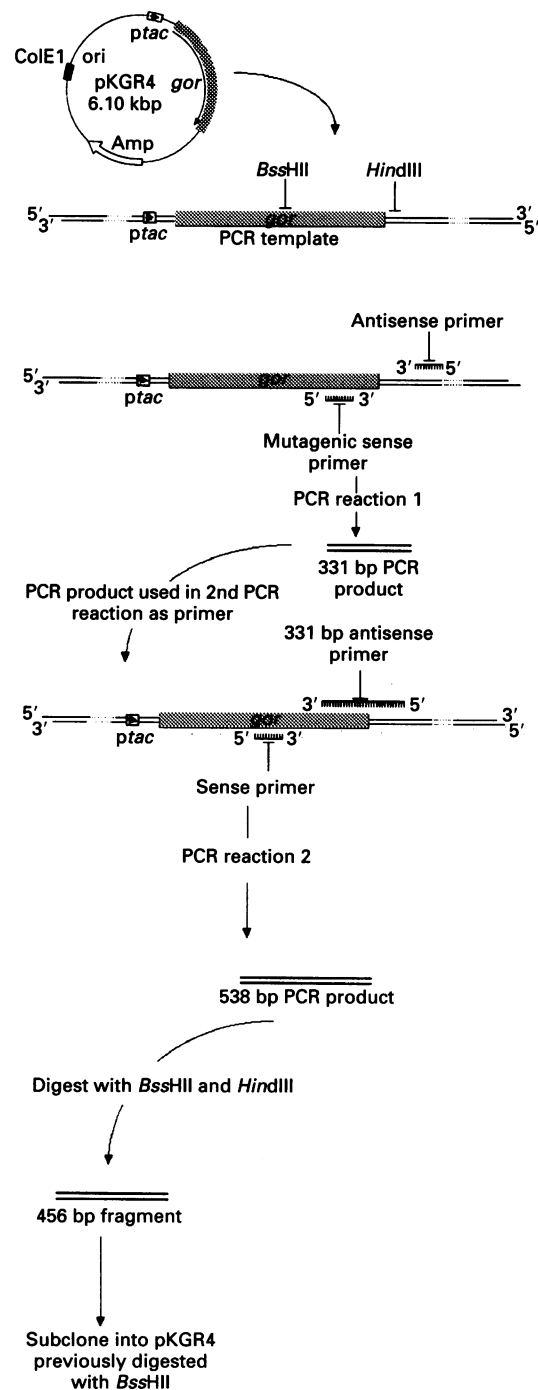 ptac
ColE1 ori
pKGR4 gor
6.10 kbp
Amp
BssHII HindIII
5′ 3′
3′ gor 5′
ptac PCR template
Antisense primer
3′ 5′
5′
3′ gor
ptac 5′ 3′
Mutagenic sense
primer
PCR reaction 1
331 bp PCR
product
PCR product used in 2nd PCR
reaction as primer
331 bp antisense
primer
3′ 5′
5′ 3′
3′ gor 5′
ptac 5′ 3′
Sense primer
PCR reaction 2
538 bp PCR product
Digest with BssHII and HindIII
456 bp fragment
Subclone into pKGR4
previously digested
with BssHII